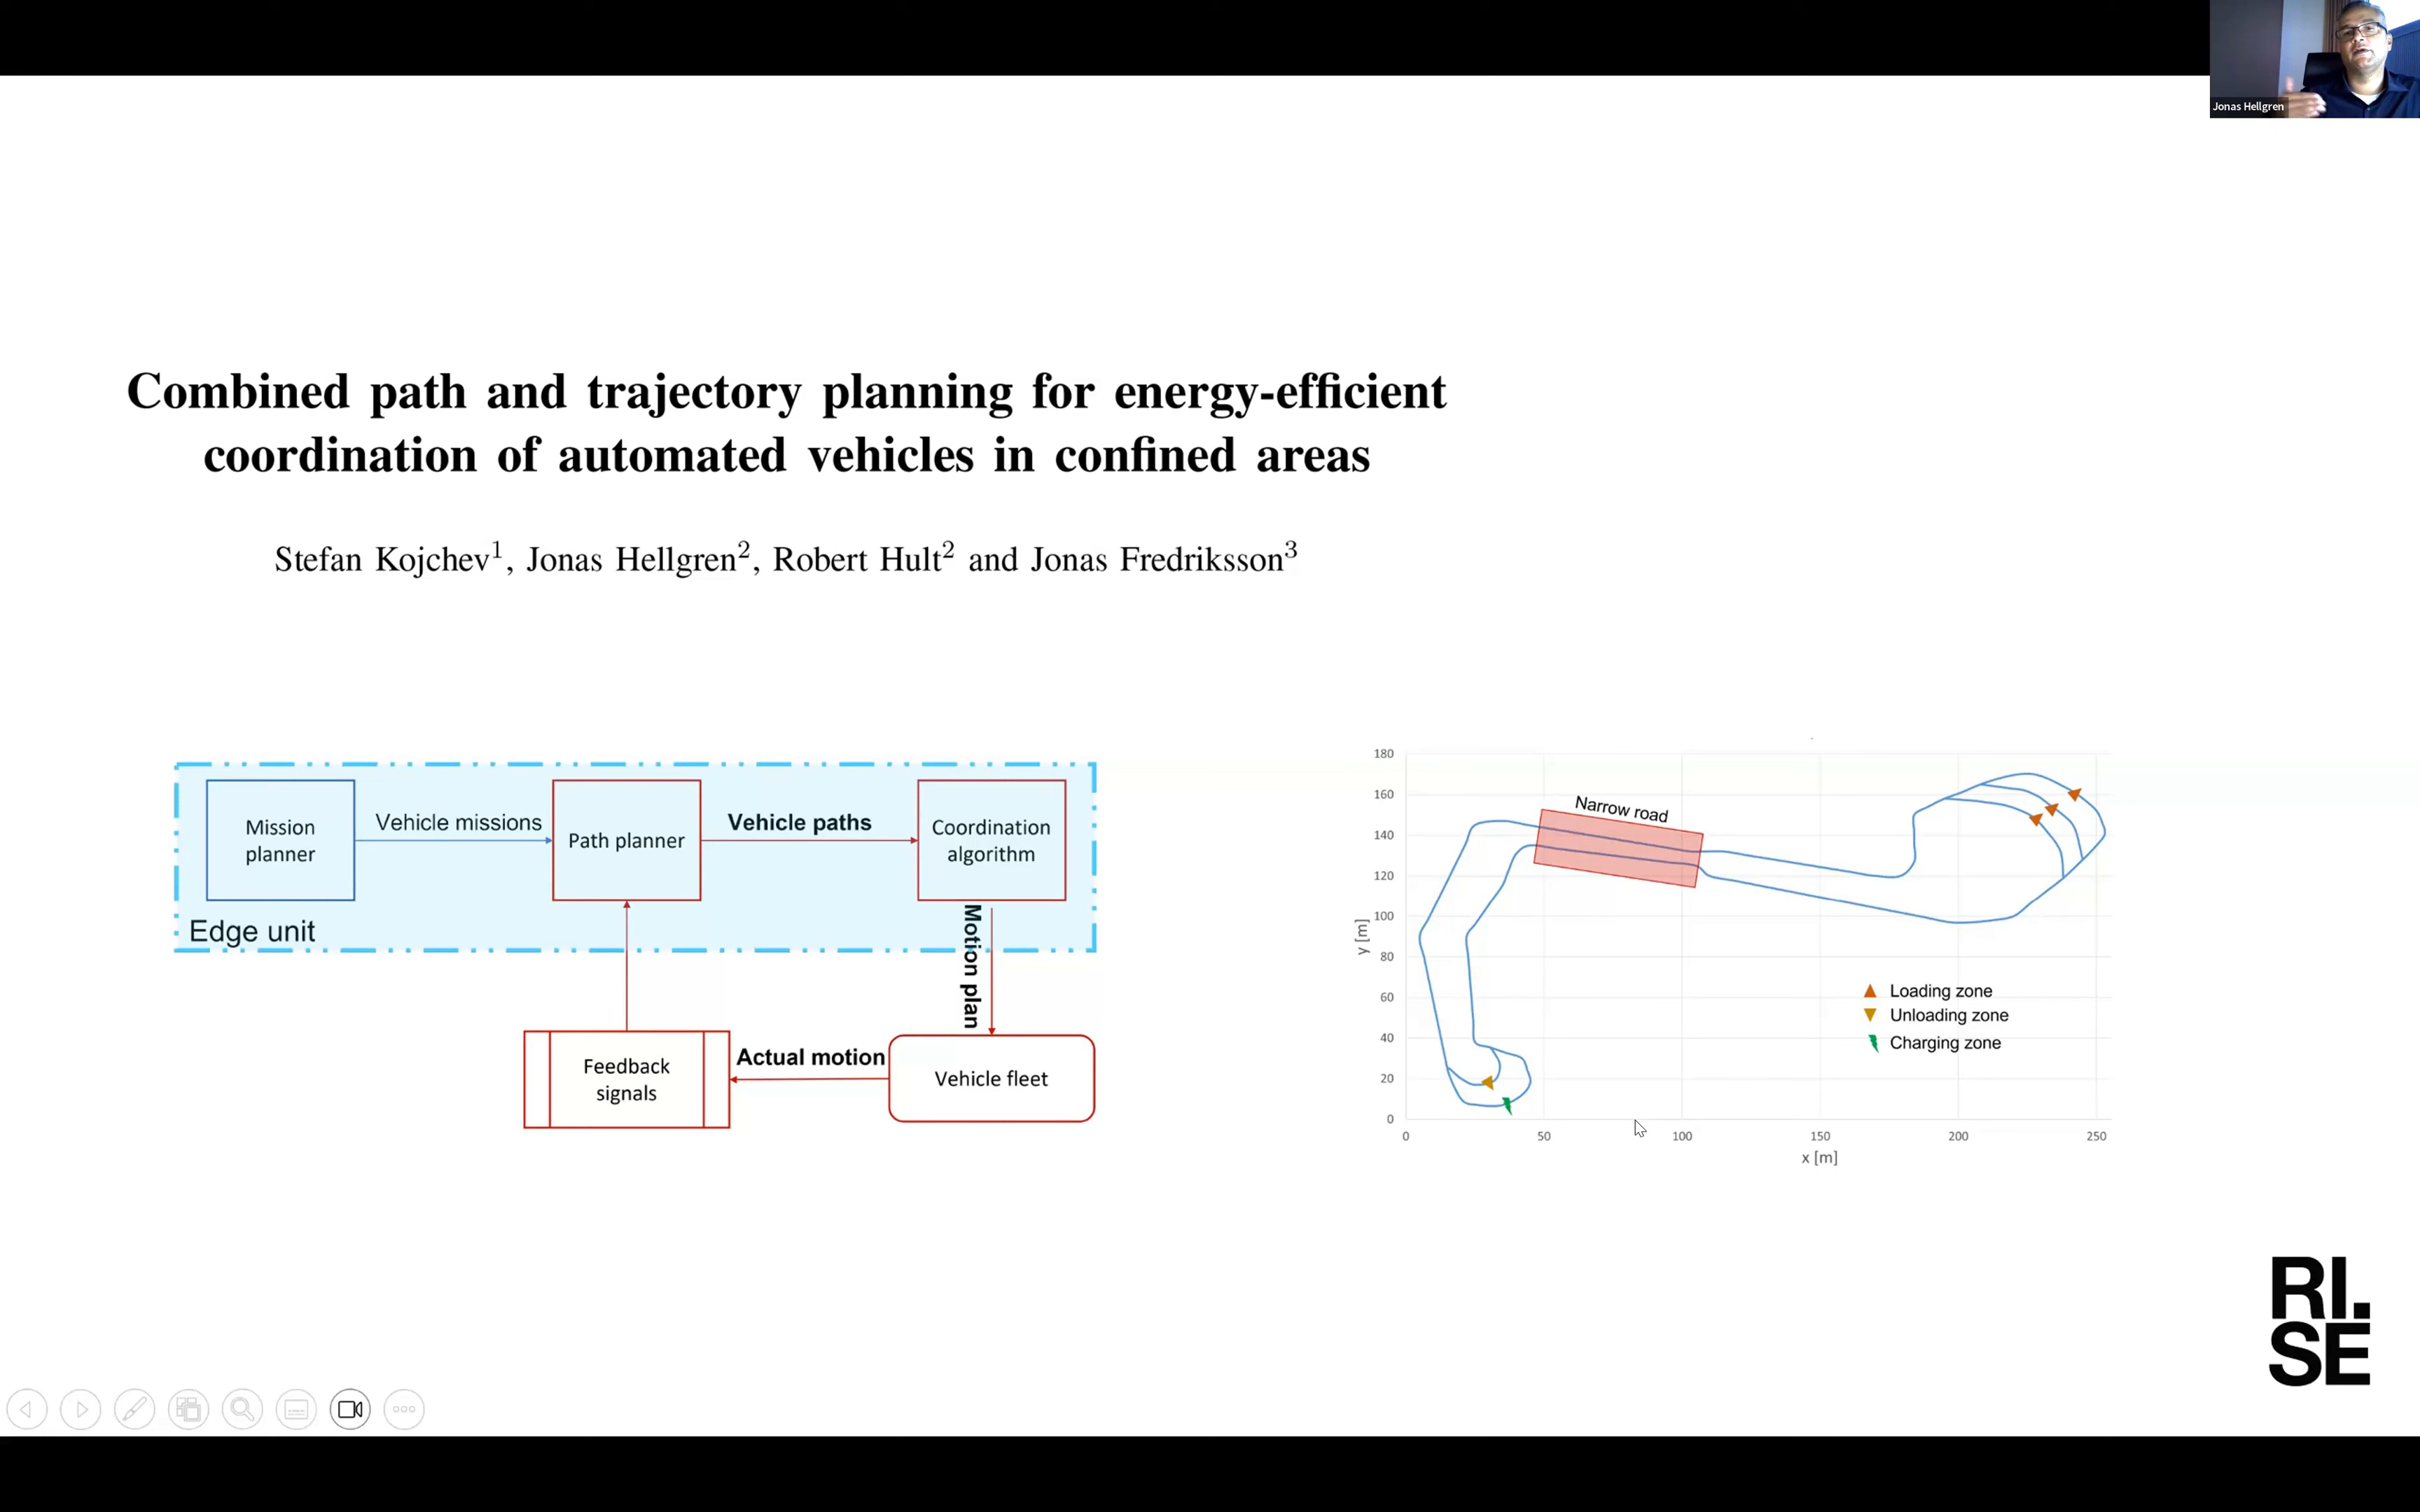 Jonas Hellgren
Combined path and trajectory planning for energy-efficient
coordination of automated vehicles in confined areas
Stefan Kojchev1, Jonas Hellgren2, Robert Hult2 and Jonas Fredriksson3
Mission
planner
Vehicle missions
Path planner
Vehicle paths
Coordination
algorithm
Edge unit
Motion plan
Feedback
signals
Actual motion
Vehicle fleet
180
160
140
120
100
80
60
40
20
0
y [m]
Narrow road
Loading zone
Unloading zone
Charging zone
0
50
100
150
200
250
x [m]
RI.
SE